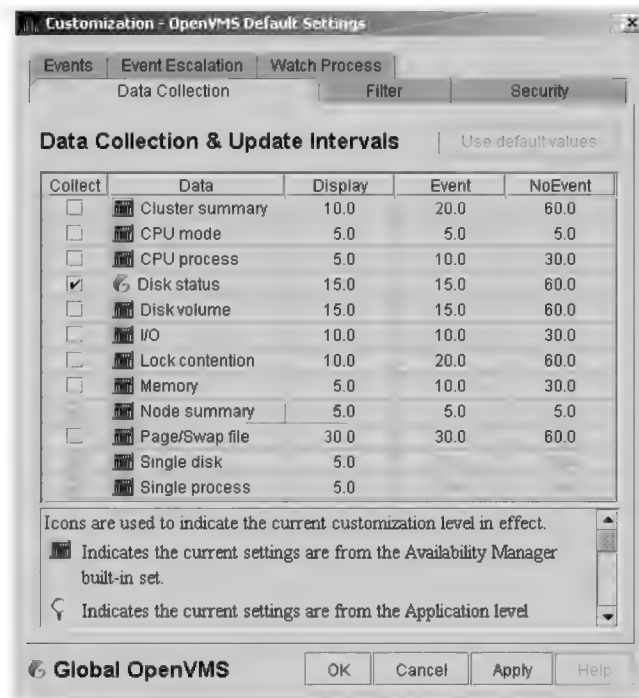 Customization - OpenVMS Default Settings
Events Event Escalation Watch Process
Data Collection Filter Security
Data Collection & Update Intervals Use default values
Collect Data Display Event NoEvent
Cluster summary 10.0 20.0 60.0
CPU mode 5.0 5.0 5.0
CPU process 5.0 10.0 30.0
Disk status 15.0 15.0 60.0
Disk volume 15.0 15.0 60.0
I/O 10.0 10.0 30.0
Lock contention 10.0 20.0 60.0
Memory 5.0 10.0 30.0
Node summary 5.0 5.0 5.0
Page/Swap file 30.0 30.0 60.0
Single disk 5.0
Single process 5.0
Icons are used to indicate the current customization level in effect.
Indicates the current settings are from the Availability Manager
built-in set.
Indicates the current settings are from the Application level
Global OpenVMS OK Cancel Apply Help